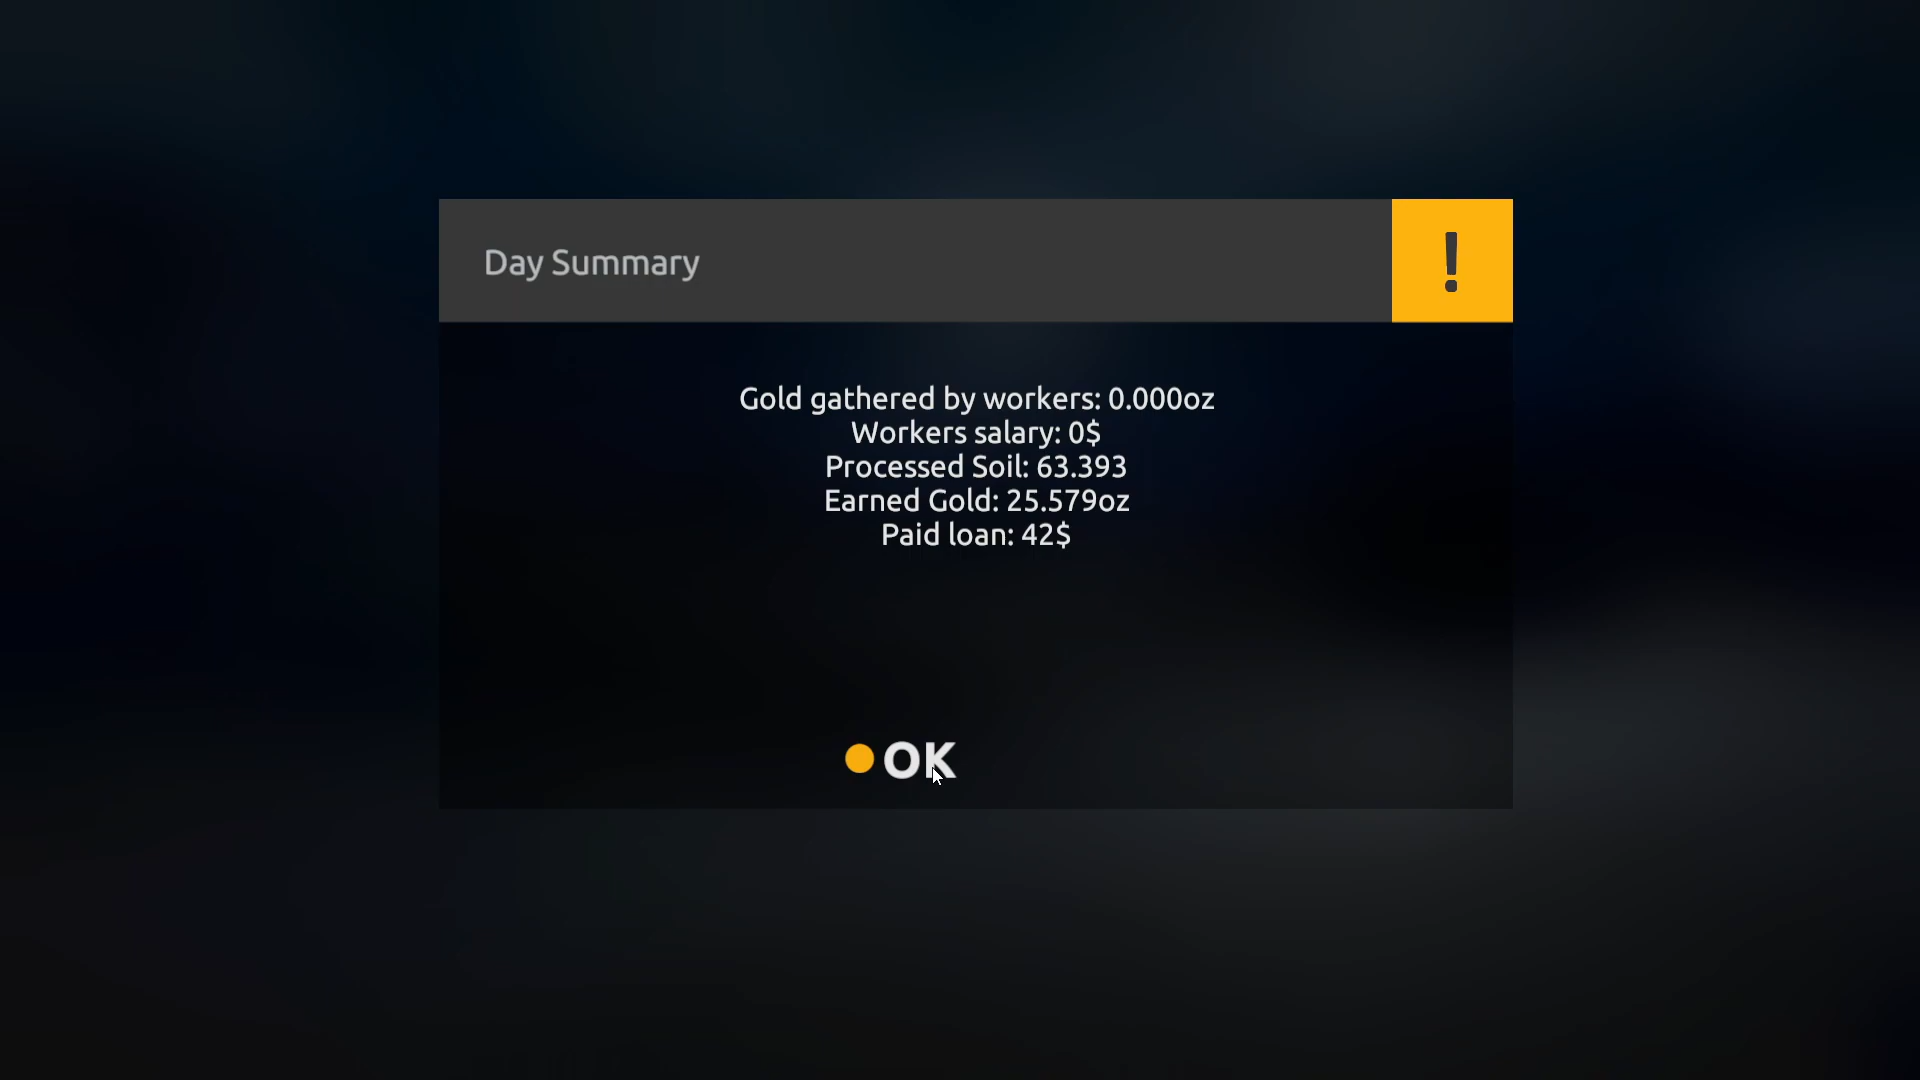 Day Summary
!
Gold gathered by workers: 0.000oz
Workers salary: 0$
Processed Soil: 63.393
Earned Gold: 25.579oz
Paid loan: 42$
OK